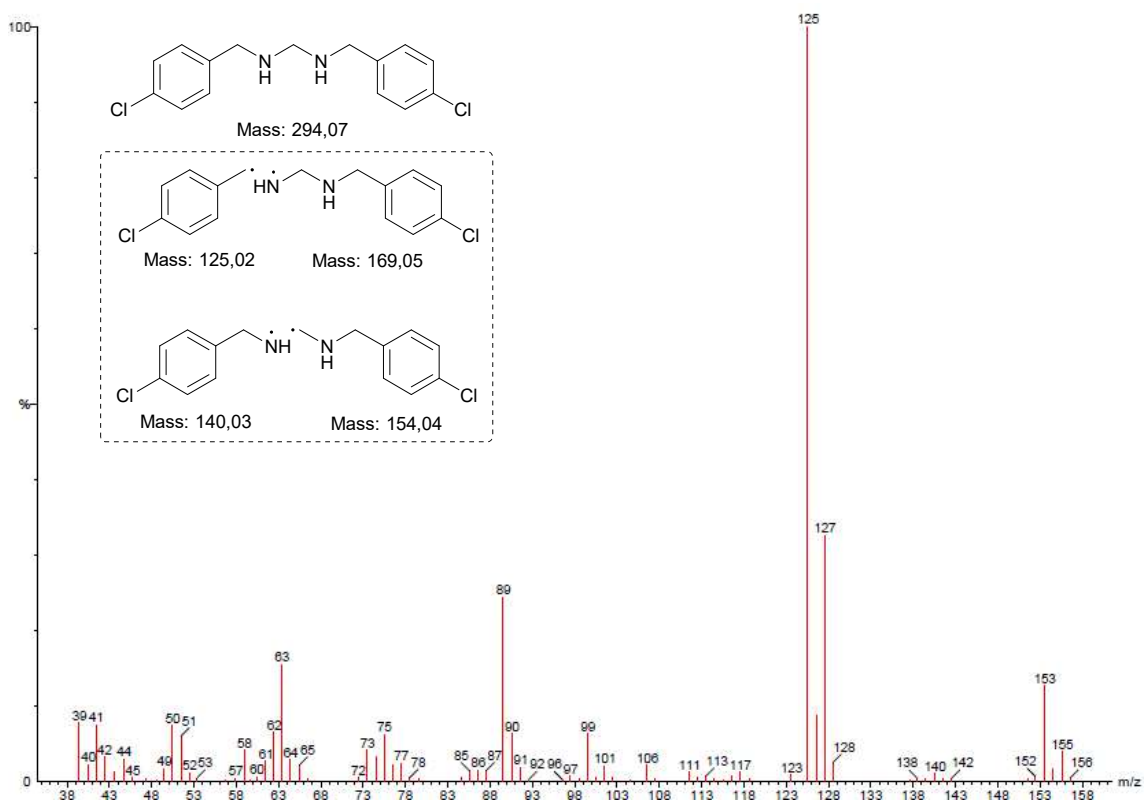 100
125
N
H
N
H
Cl
Cl
Mass: 294,07
HN
N
H
Cl
Cl
Mass: 125,02 Mass: 169,05
NH
N
H
Cl
Cl
Mass: 140,03 Mass: 154,04
%
127
89
63
153
39 41 50 51 62 75 90 99
40 42 44 45 49 52 53 57 58 60 61 64 65 72 73 77 78 85 86 87 91 92 96 97 101 106 111 113 117 123 128 138 140 142 152 155 156
0
38 43 48 53 58 63 68 73 78 83 88 93 98 103 108 113 118 123 128 133 138 143 148 153 158 m/z